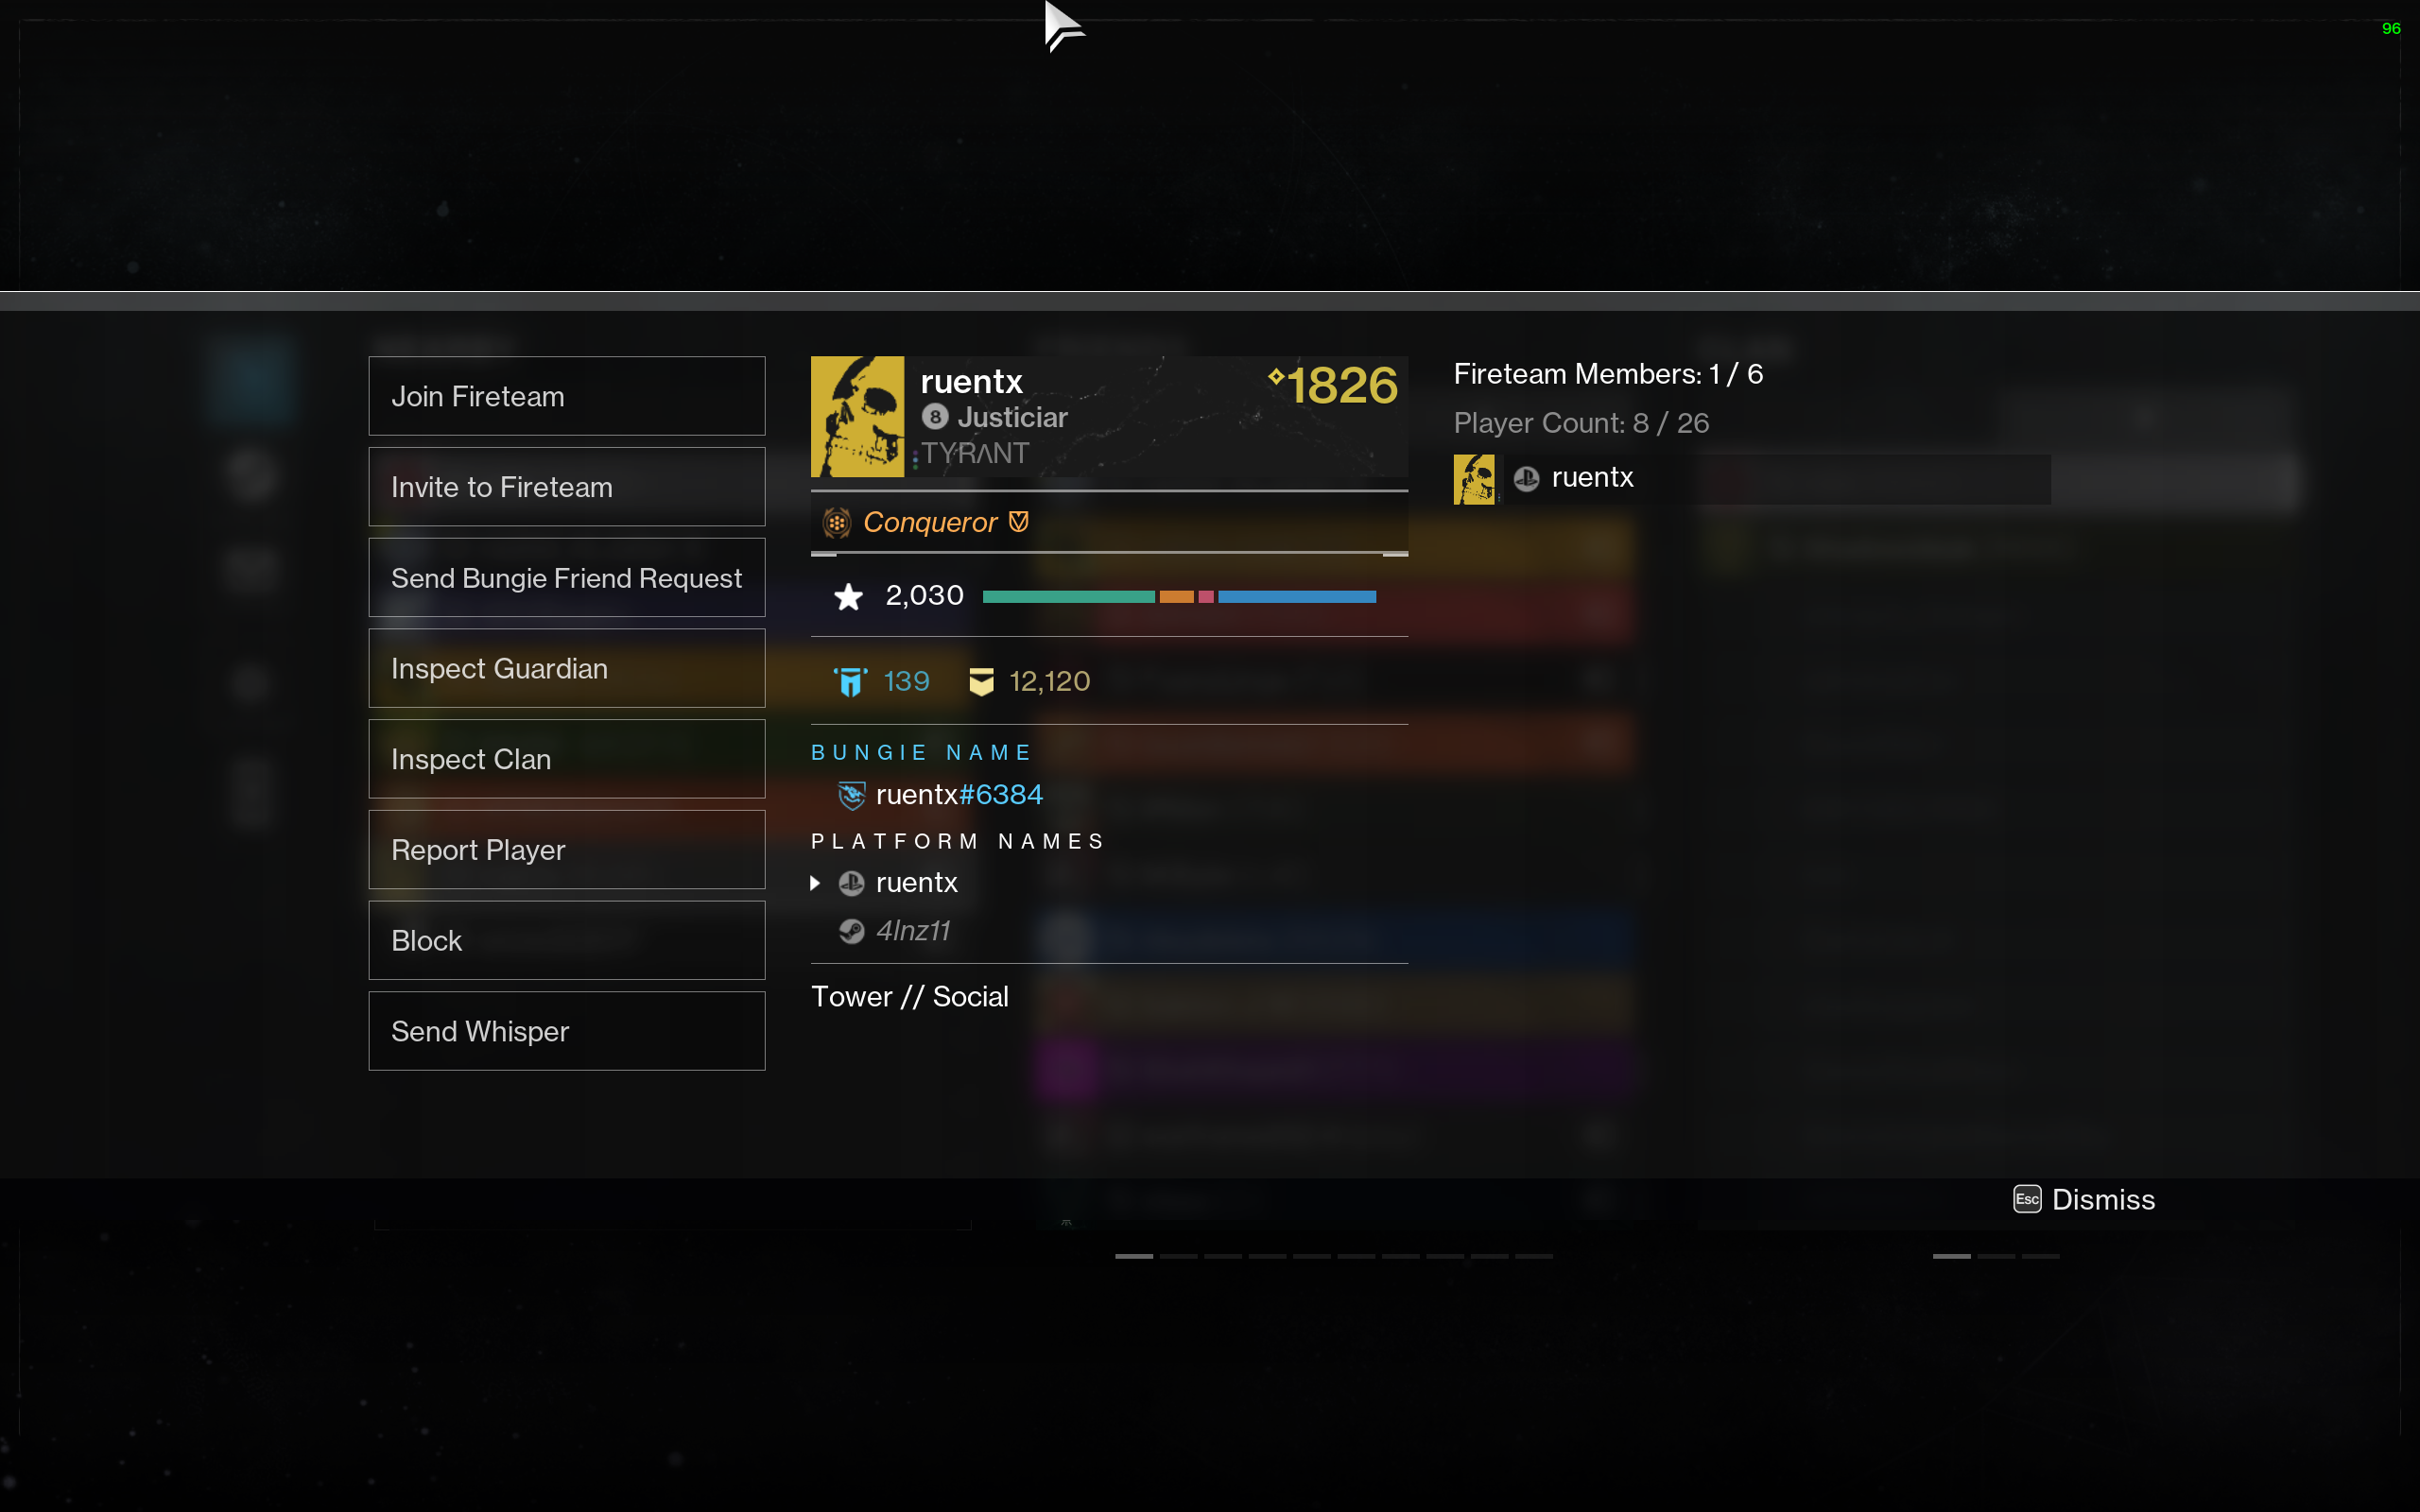 96
Join Fireteam
Invite to Fireteam
Send Bungie Friend Request
Inspect Guardian
Inspect Clan
Report Player
Block
Send Whisper
ruentx
1826
8 Justiciar
TYRΛNT
Conqueror
2,030
139 12,120
BUNGIE NAME
ruentx#6384
PLATFORM NAMES
ruentx
4lnz11
Tower // Social
Fireteam Members: 1 / 6
Player Count: 8 / 26
ruentx
Esc Dismiss